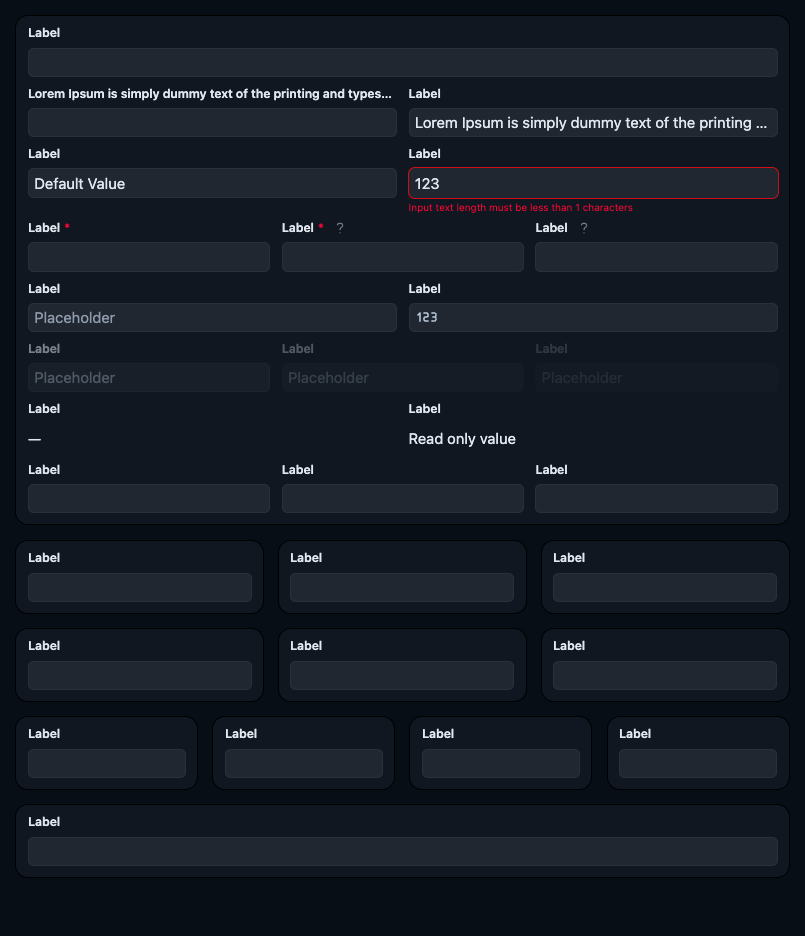 Label
Lorem Ipsum is simply dummy text of the printing and types... Label
Lorem Ipsum is simply dummy text of the printing ...
Label Label
Default Value 123
Input text length must be less than 1 characters
Label * Label * ? Label ?
Label Label
Placeholder 123
Label Label Label
Placeholder Placeholder Placeholder
Label Label
— Read only value
Label Label Label
Label Label Label
Label Label Label
Label Label Label Label
Label